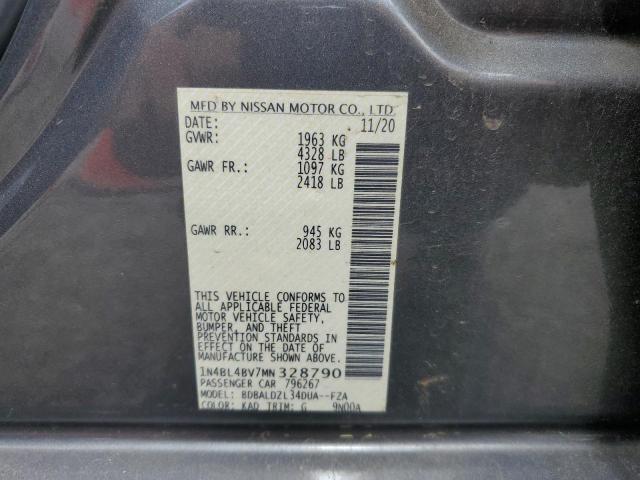 MFD BY NISSAN MOTOR CO., LTD.
DATE: 11/20
GVWR: 1963 KG
4328 LB
GAWR FR.: 1097 KG
2418 LB
GAWR RR.: 945 KG
2083 LB
THIS VEHICLE CONFORMS TO
ALL APPLICABLE FEDERAL
MOTOR VEHICLE SAFETY,
BUMPER, AND THEFT
PREVENTION STANDARDS IN
EFFECT ON THE DATE OF
MANUFACTURE SHOWN ABOVE.
1N4BL4BV7MN328790
PASSENGER CAR 796267
MODEL: BDBALDZL34DUA--FZA
COLOR: KAD TRIM: G 9N00A